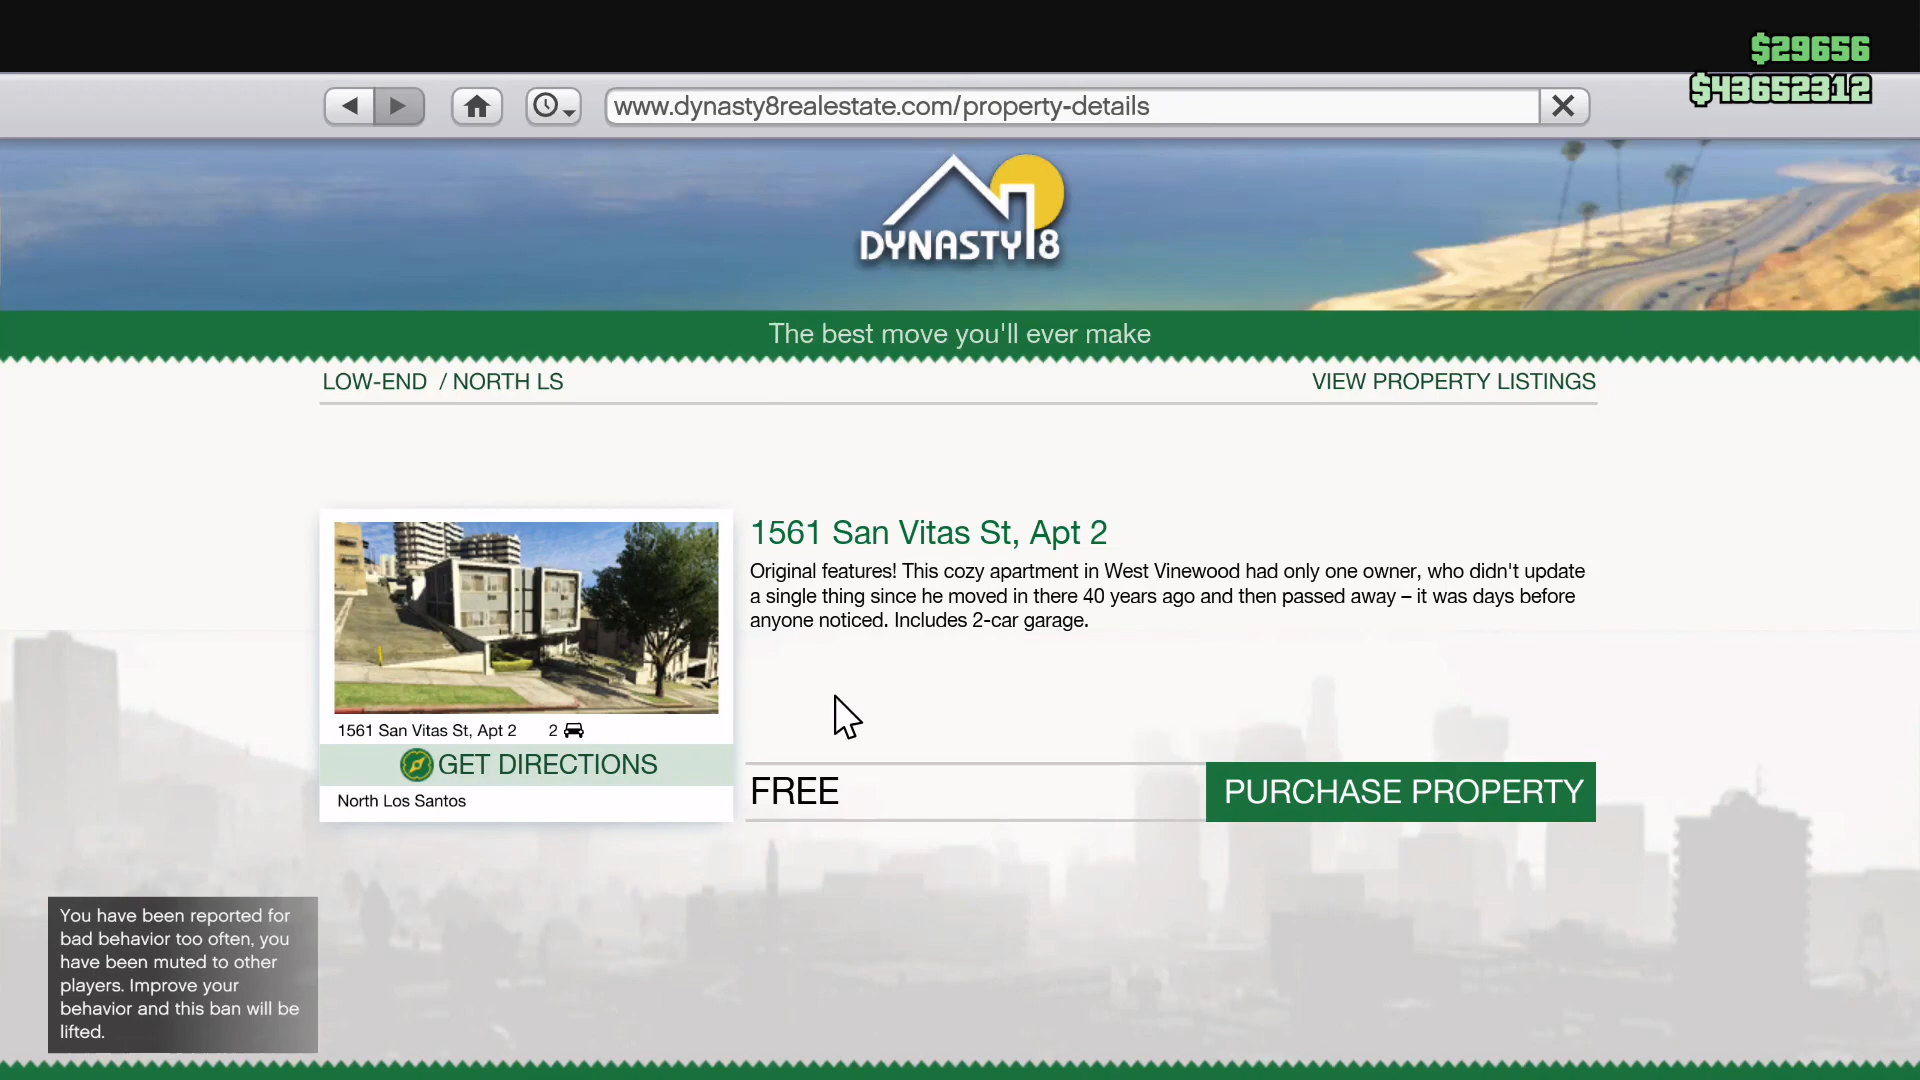 $29656
$43652312
www.dynasty8realestate.com/property-details
DYNASTY8
The best move you'll ever make
LOW-END / NORTH LS
VIEW PROPERTY LISTINGS
1561 San Vitas St, Apt 2
Original features! This cozy apartment in West Vinewood had only one owner, who didn't update
a single thing since he moved in there 40 years ago and then passed away – it was days before
anyone noticed. Includes 2-car garage.
1561 San Vitas St, Apt 2 2
GET DIRECTIONS
North Los Santos
FREE
PURCHASE PROPERTY
You have been reported for
bad behavior too often, you
have been muted to other
players. Improve your
behavior and this ban will be
lifted.